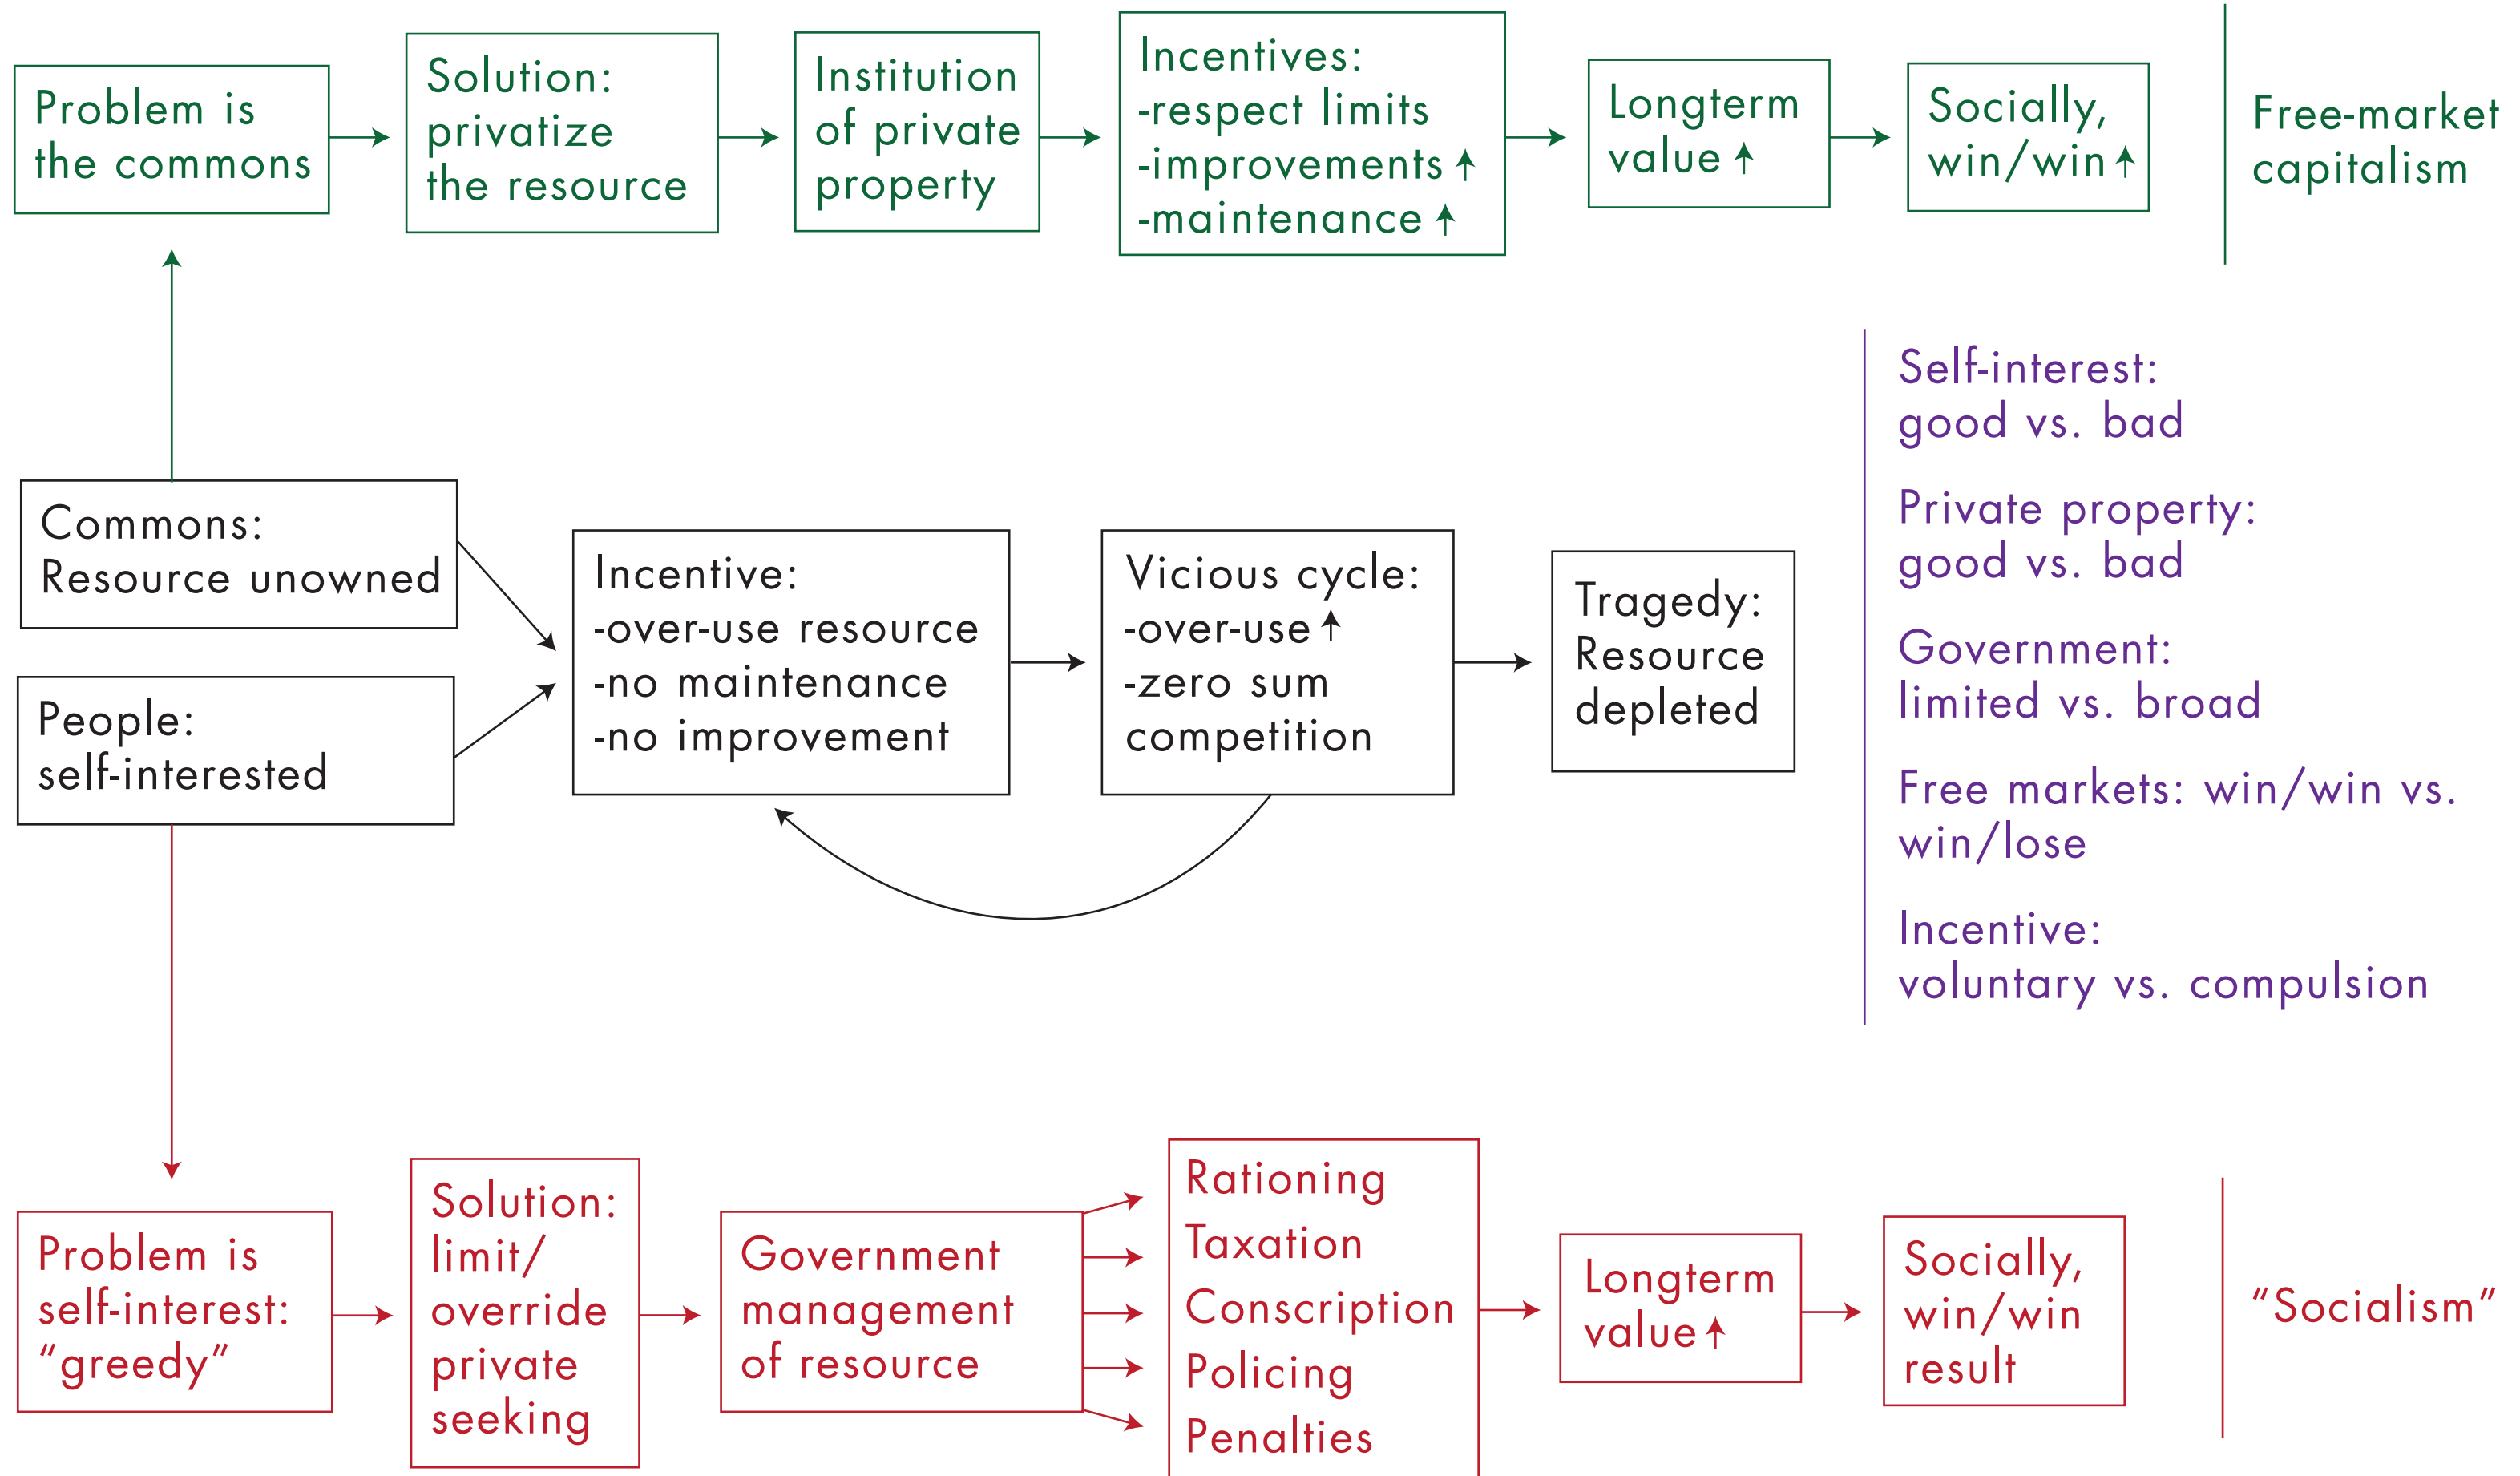 Problem is
the commons
Solution:
privatize
the resource
Institution
of private
property
Incentives:
-respect limits
-improvements ↑
-maintenance ↑
Longterm
value ↑
Socially,
win/win ↑
Free-market
capitalism
Commons:
Resource unowned
People:
self-interested
Incentive:
-over-use resource
-no maintenance
-no improvement
Vicious cycle:
-over-use ↑
-zero sum
competition
Tragedy:
Resource
depleted
Self-interest:
good vs. bad
Private property:
good vs. bad
Government:
limited vs. broad
Free markets: win/win vs.
win/lose
Incentive:
voluntary vs. compulsion
Problem is
self-interest:
“greedy”
Solution:
limit/
override
private
seeking
Government
management
of resource
Rationing
Taxation
Conscription
Policing
Penalties
Longterm
value ↑
Socially,
win/win
result
“Socialism”